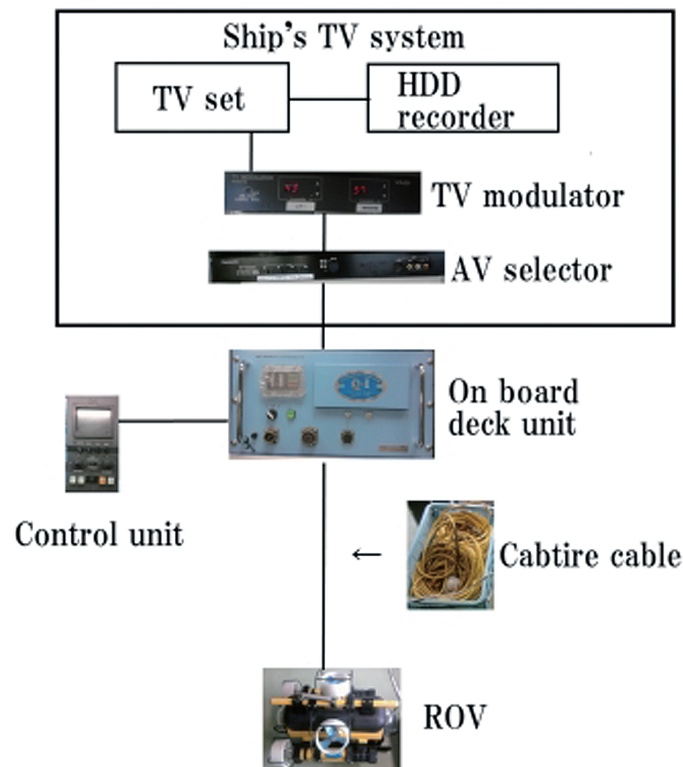 Ship's TV system
TV set
HDD
recorder
TV modulator
AV selector
On board
deck unit
Control unit
←
Cabtire cable
ROV